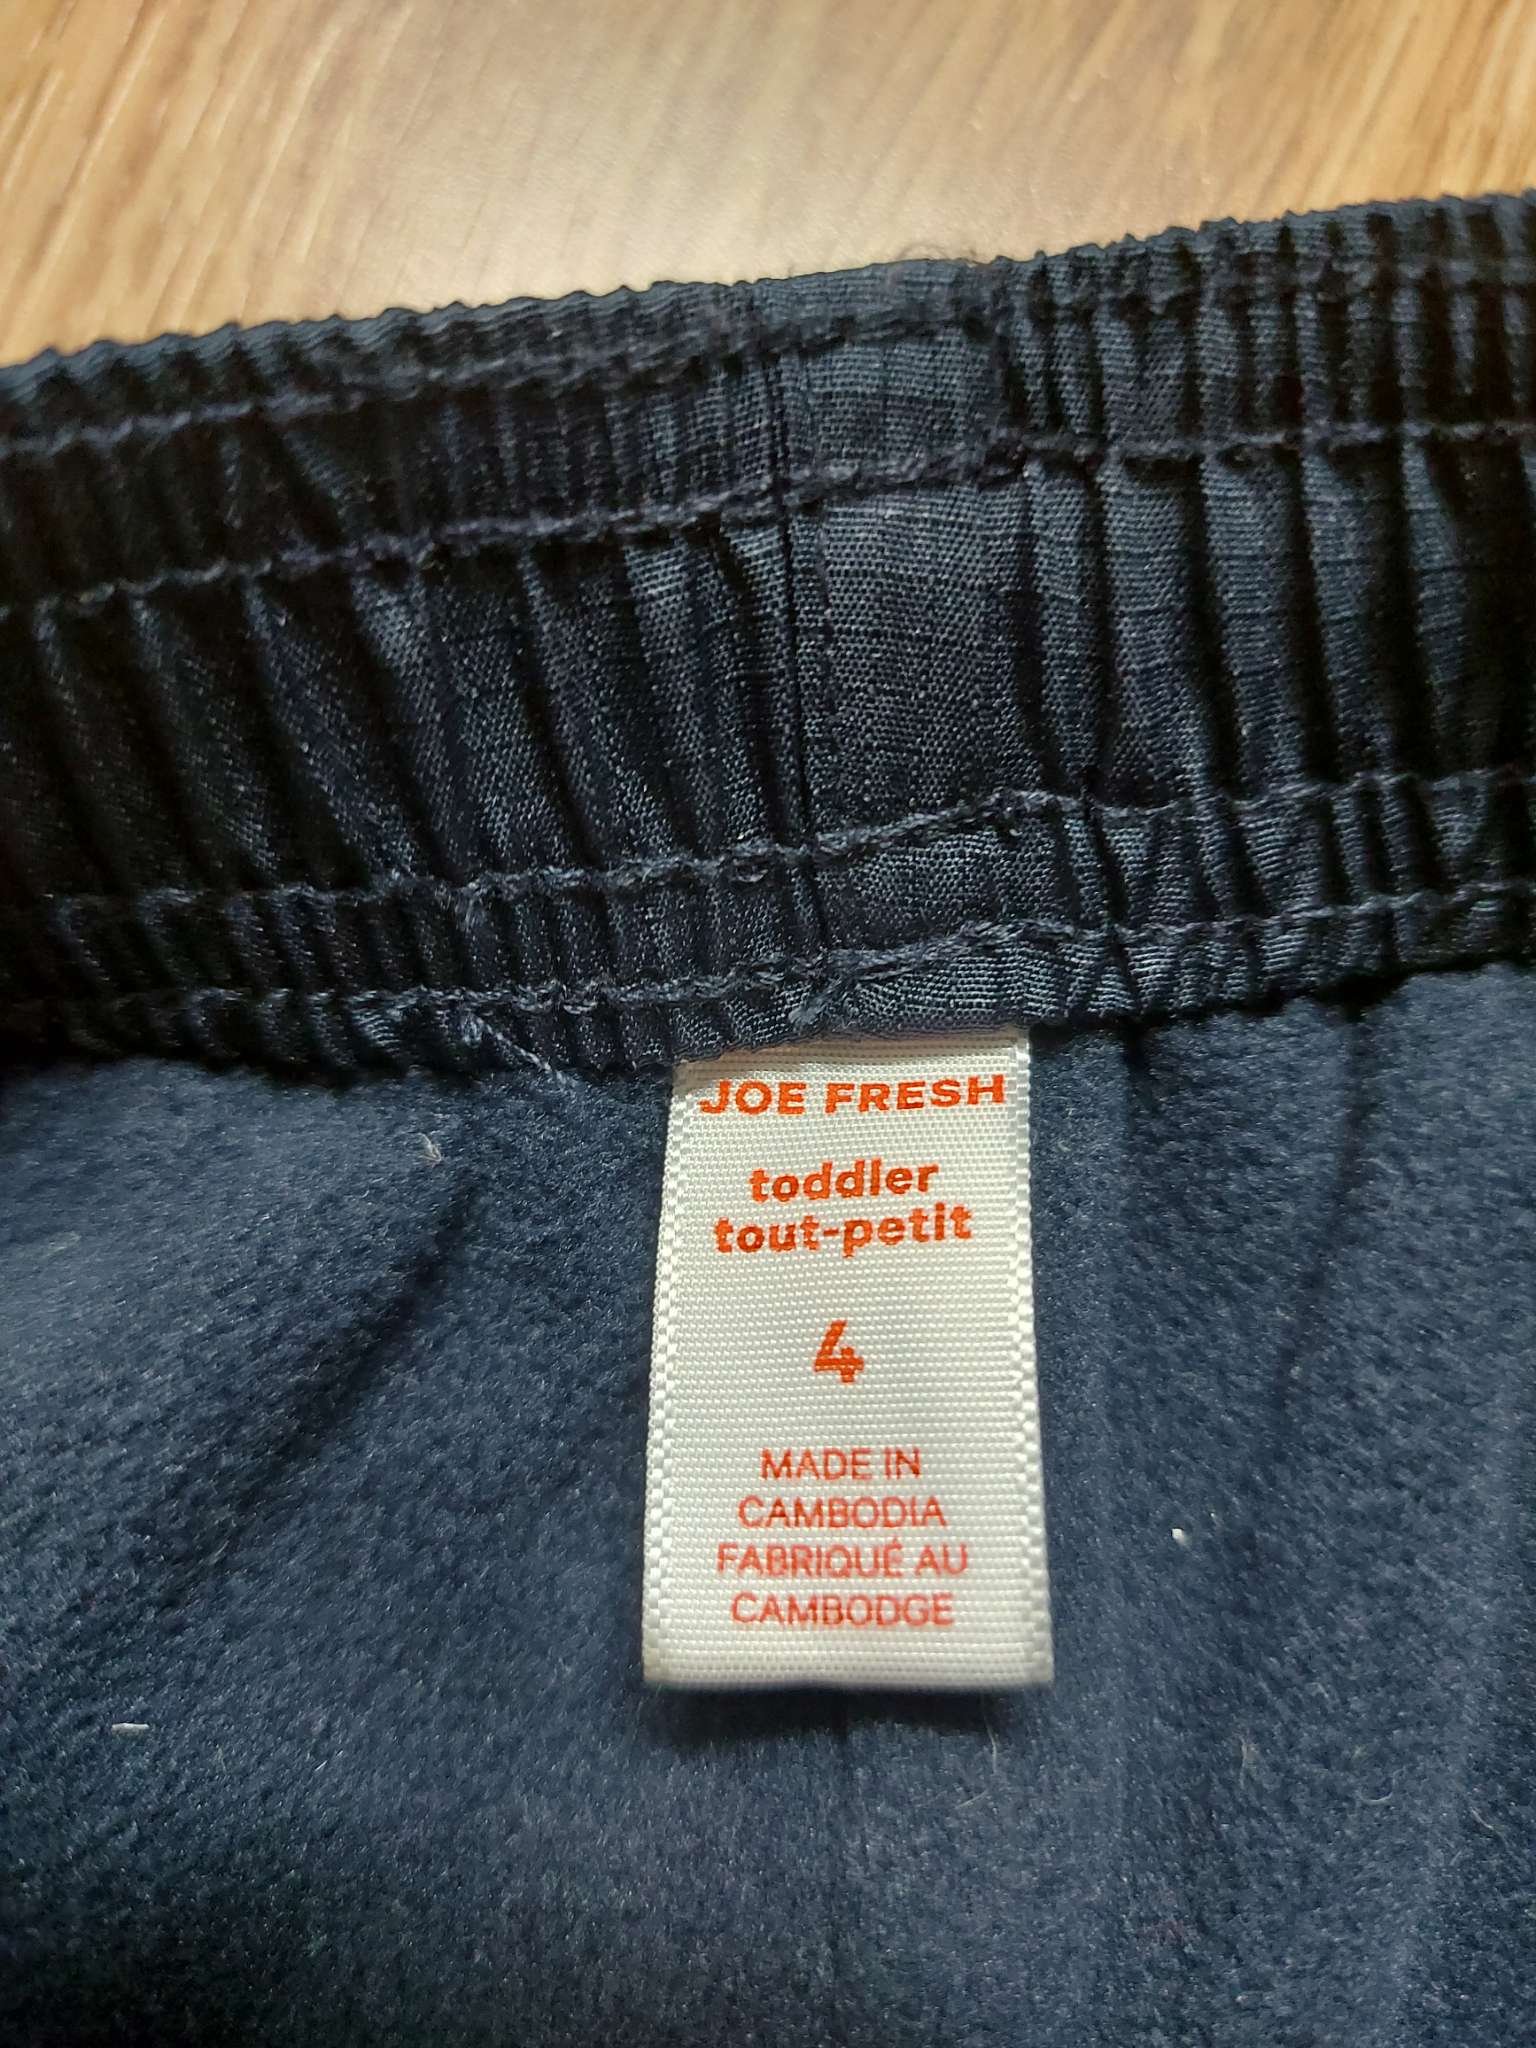 JOE FRESH
toddler
tout-petit
4
MADE IN
CAMBODIA
FABRIQUÉ AU
CAMBODGE